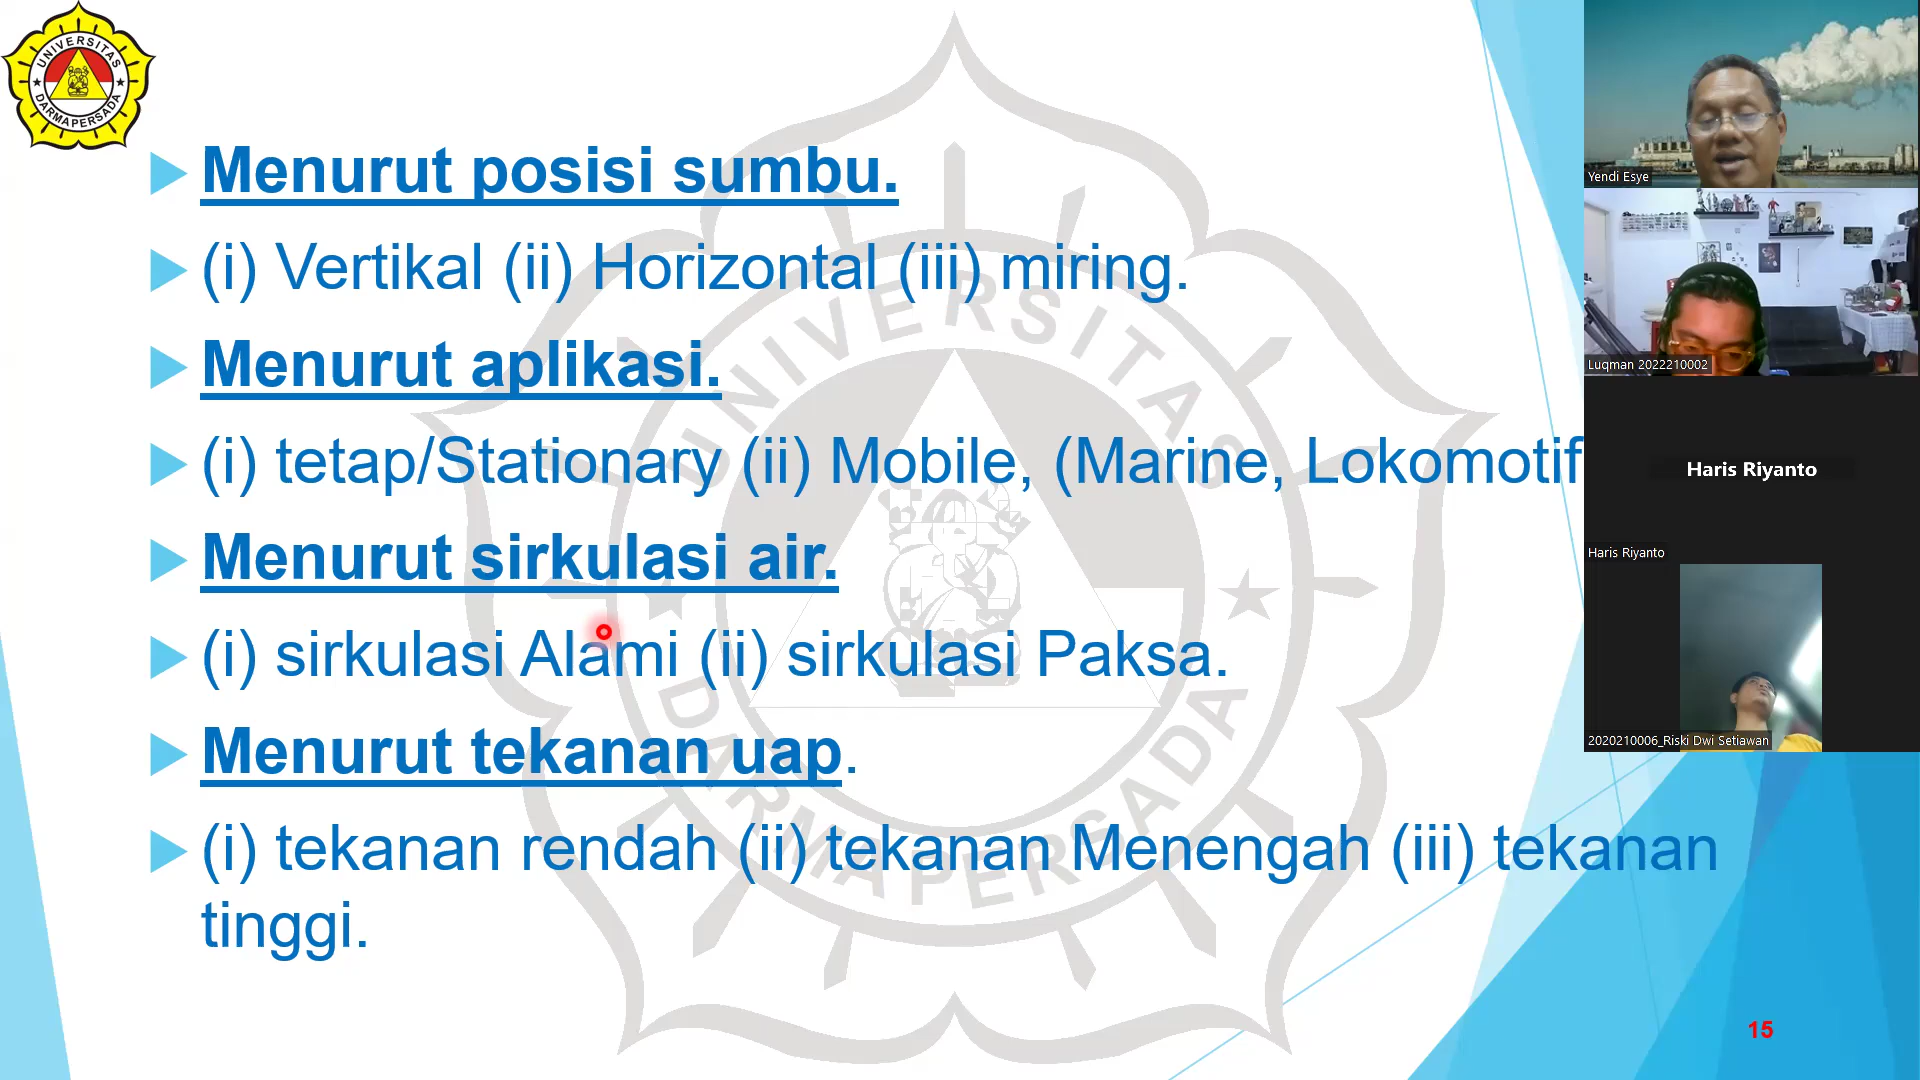 UNIVERSITAS
DARMAPERSADA
Menurut posisi sumbu.
(i) Vertikal (ii) Horizontal (iii) miring.
Menurut aplikasi.
(i) tetap/Stationary (ii) Mobile, (Marine, Lokomotif
Menurut sirkulasi air.
(i) sirkulasi Alami (ii) sirkulasi Paksa.
Menurut tekanan uap.
(i) tekanan rendah (ii) tekanan Menengah (iii) tekanan
tinggi.
UNIVERSITAS
DARMAPERSADA
15
Yendi Esye
Luqman 2022210002
Haris Riyanto
Haris Riyanto
2020210006_Riski Dwi Setiawan